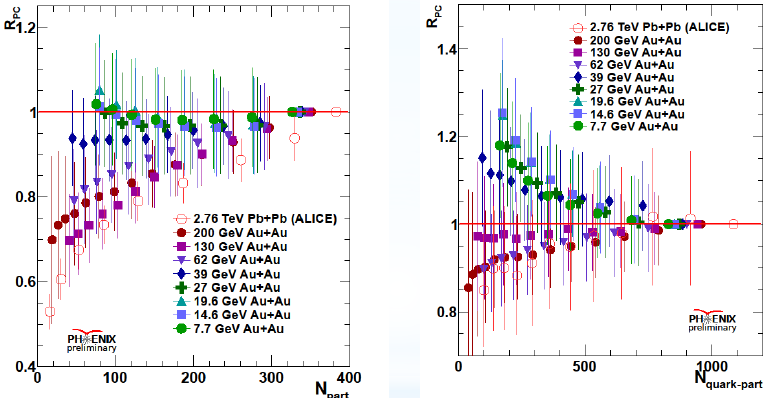 R_PC
1.2
1
0.8
0.6
0.4
2.76 TeV Pb+Pb (ALICE)
200 GeV Au+Au
130 GeV Au+Au
62 GeV Au+Au
39 GeV Au+Au
27 GeV Au+Au
19.6 GeV Au+Au
14.6 GeV Au+Au
7.7 GeV Au+Au
PHENIX
preliminary
0 100 200 300 400
N_part
R_PC
1.4
1.2
1
0.8
2.76 TeV Pb+Pb (ALICE)
200 GeV Au+Au
130 GeV Au+Au
62 GeV Au+Au
39 GeV Au+Au
27 GeV Au+Au
19.6 GeV Au+Au
14.6 GeV Au+Au
7.7 GeV Au+Au
PHENIX
preliminary
0 500 1000
N_quark-part